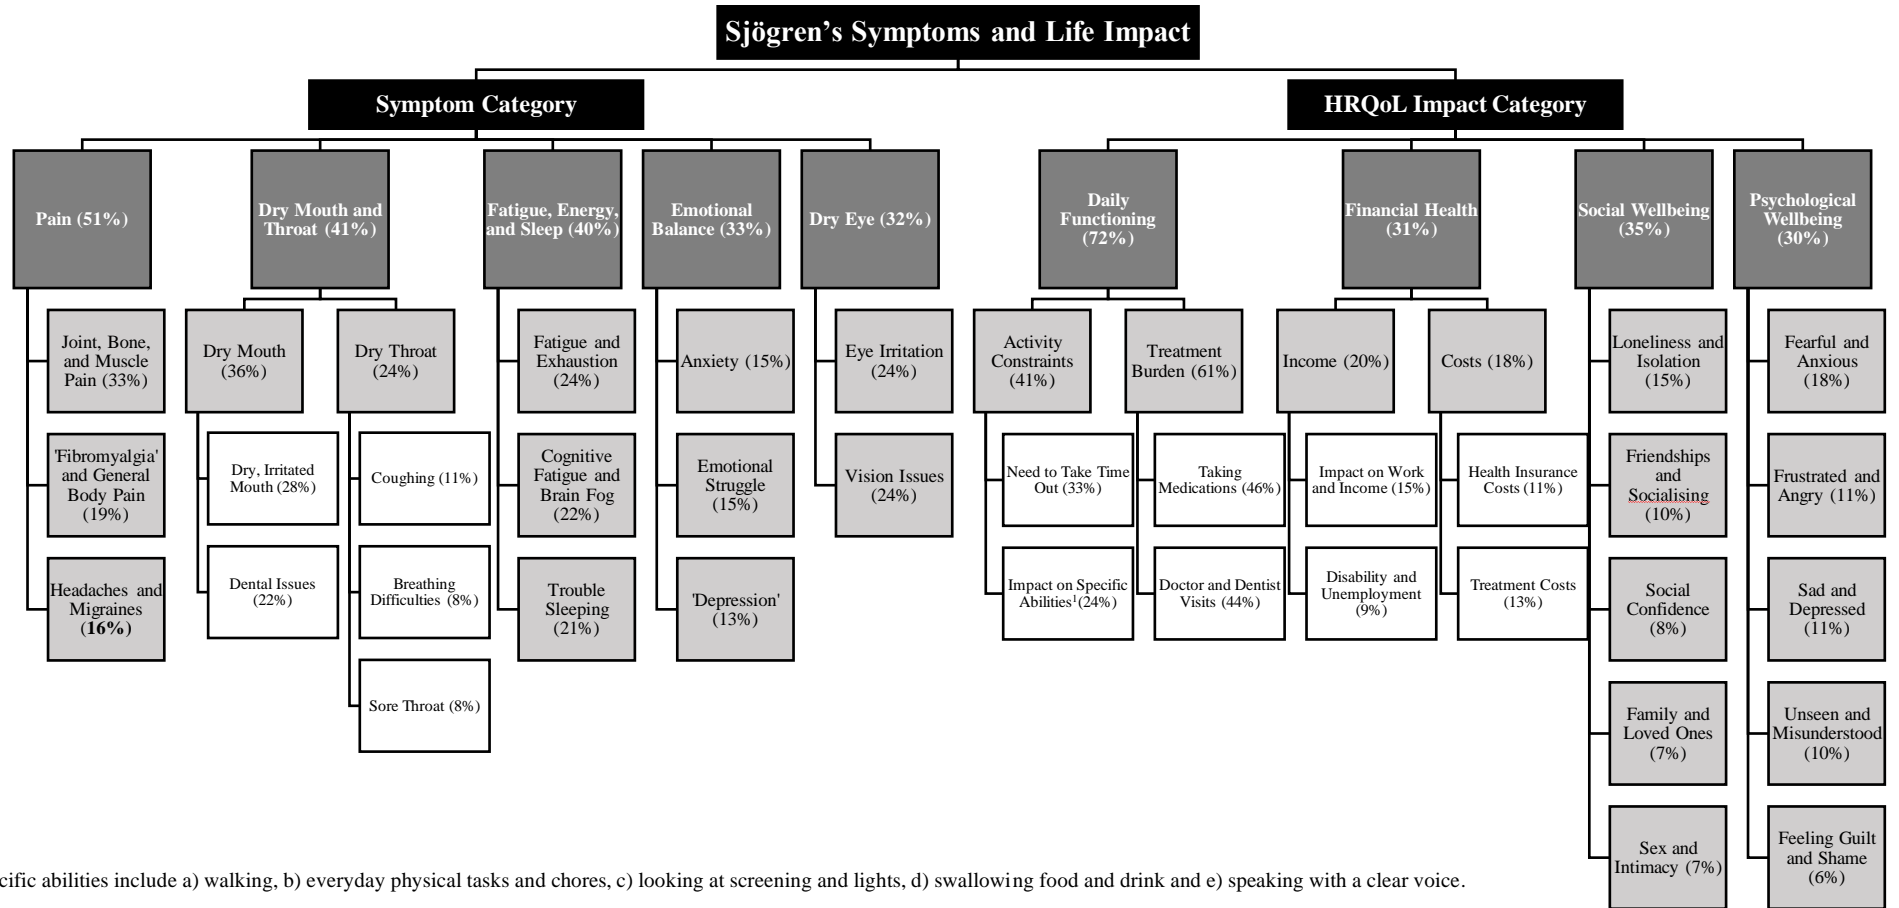 Sjögren’s Symptoms and Life Impact
Symptom Category
HRQoL Impact Category
Pain (51%)
Dry Mouth and
Throat (41%)
Fatigue, Energy,
and Sleep (40%)
Emotional
Balance (33%)
Dry Eye (32%)
Daily
Functioning
(72%)
Financial Health
(31%)
Social Wellbeing
(35%)
Psychological
Wellbeing
(30%)
Joint, Bone,
and Muscle
Pain (33%)
'Fibromyalgia'
and General
Body Pain
(19%)
Headaches and
Migraines
(16%)
Dry Mouth
(36%)
Dry, Irritated
Mouth (28%)
Dental Issues
(22%)
Dry Throat
(24%)
Coughing (11%)
Breathing
Difficulties (8%)
Sore Throat (8%)
Fatigue and
Exhaustion
(24%)
Cognitive
Fatigue and
Brain Fog
(22%)
Trouble
Sleeping
(21%)
Anxiety (15%)
Emotional
Struggle
(15%)
'Depression'
(13%)
Eye Irritation
(24%)
Vision Issues
(24%)
Activity
Constraints
(41%)
Need to Take Time
Out (33%)
Impact on Specific
Abilities¹(24%)
Treatment
Burden (61%)
Taking
Medications (46%)
Doctor and Dentist
Visits (44%)
Income (20%)
Impact on Work
and Income (15%)
Disability and
Unemployment
(9%)
Costs (18%)
Health Insurance
Costs (11%)
Treatment Costs
(13%)
Loneliness and
Isolation
(15%)
Friendships
and
Socialising
(10%)
Social
Confidence
(8%)
Family and
Loved Ones
(7%)
Sex and
Intimacy (7%)
Fearful and
Anxious
(18%)
Frustrated and
Angry (11%)
Sad and
Depressed
(11%)
Unseen and
Misunderstood
(10%)
Feeling Guilt
and Shame
(6%)
cific abilities include a) walking, b) everyday physical tasks and chores, c) looking at screening and lights, d) swallowing food and drink and e) speaking with a clear voice.